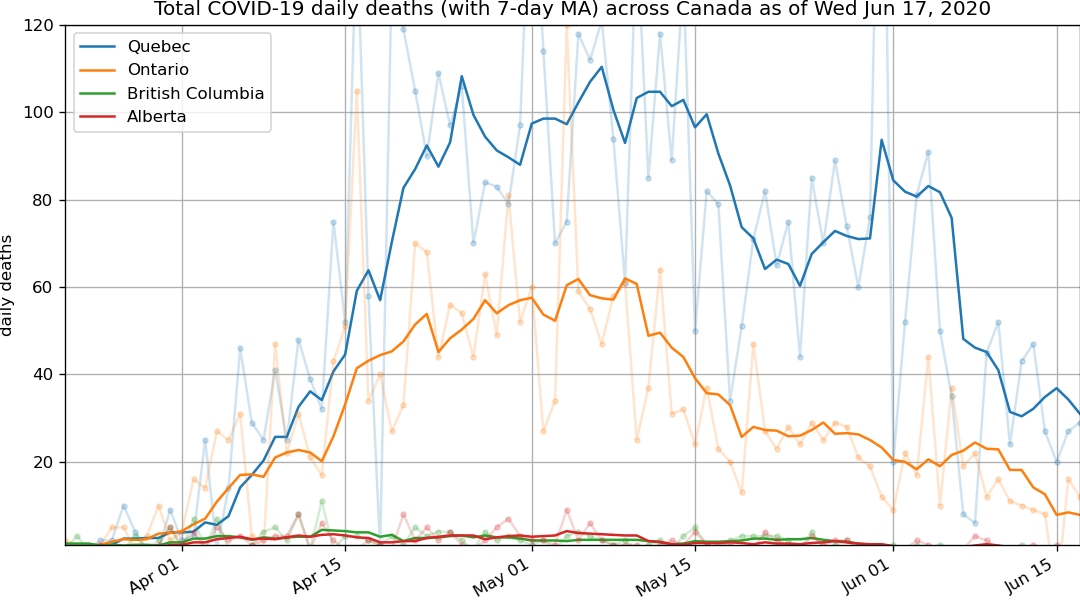 Total COVID-19 daily deaths (with 7-day MA) across Canada as of Wed Jun 17, 2020
120
100
80
60
40
20
daily deaths
Quebec
Ontario
British Columbia
Alberta
Apr 01
Apr 15
May 01
May 15
Jun 01
Jun 15